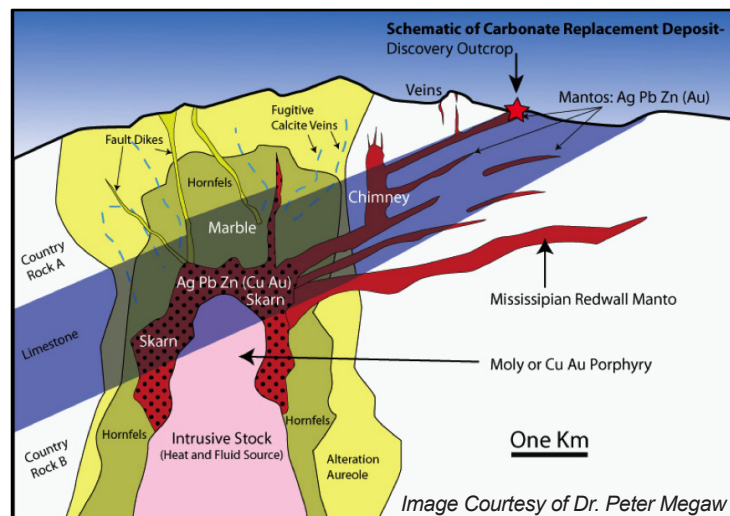 Schematic of Carbonate Replacement Deposit-
Discovery Outcrop
Veins
Mantos: Ag Pb Zn (Au)
Fugitive
Calcite Veins
Fault Dikes
Hornfels
Chimney
Marble
Country
Rock A
Ag Pb Zn (Cu Au)
Skarn
Mississipian Redwall Manto
Limestone
Skarn
Moly or Cu Au Porphyry
Hornfels
Hornfels
Intrusive Stock
(Heat and Fluid Source)
Country
Rock B
Alteration
Aureole
One Km
Image Courtesy of Dr. Peter Megaw